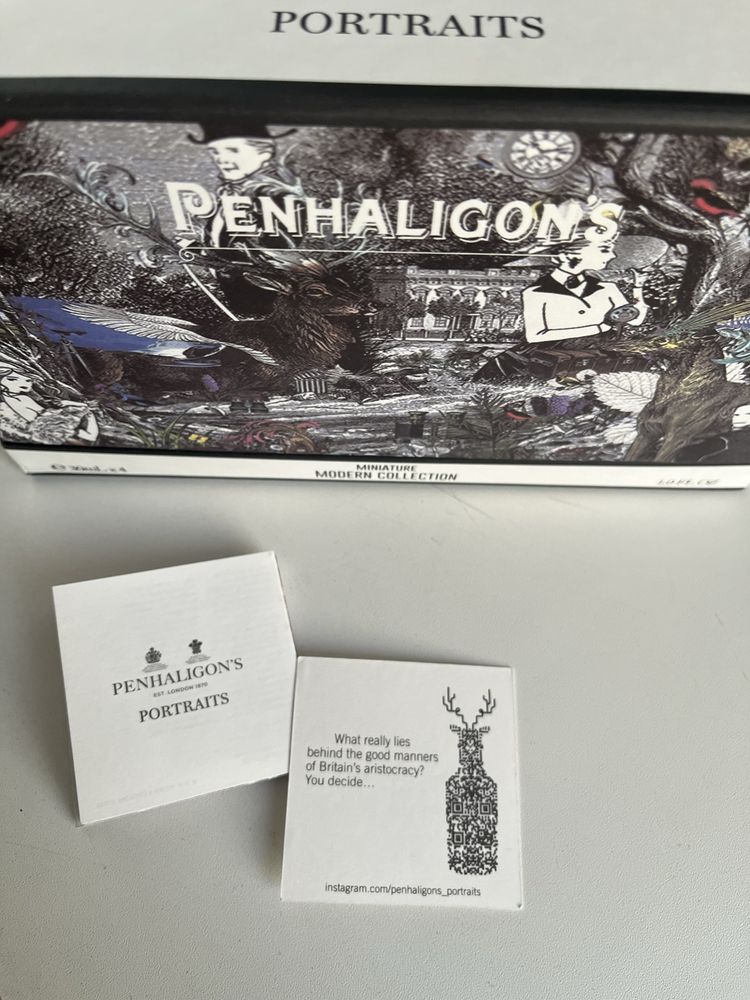 PORTRAITS
PENHALIGON'S
MINIATURE
MODERN COLLECTION
PENHALIGON'S
EST. LONDON 1870
PORTRAITS
What really lies
behind the good manners
of Britain's aristocracy?
You decide...
instagram.com/penhaligons_portraits